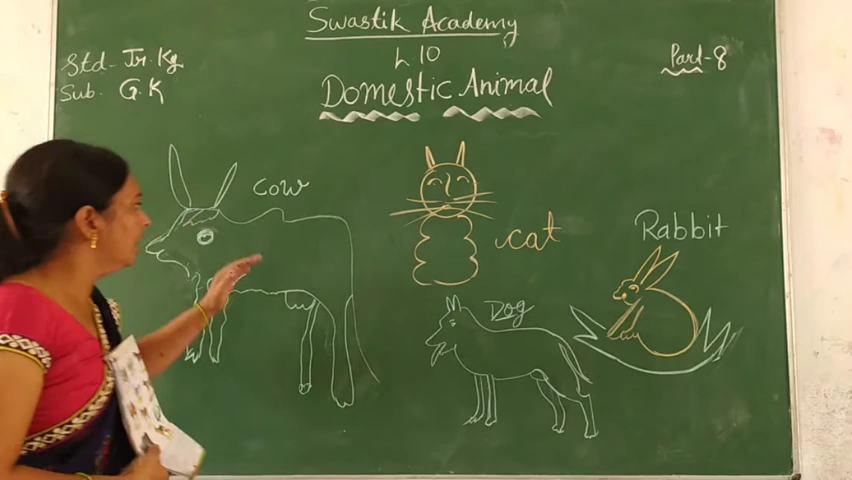 Swastik Academy
Std. Jr. Kg
L. 10
Part-8
Sub. G.K
Domestic Animal
cow
cat
Rabbit
Dog